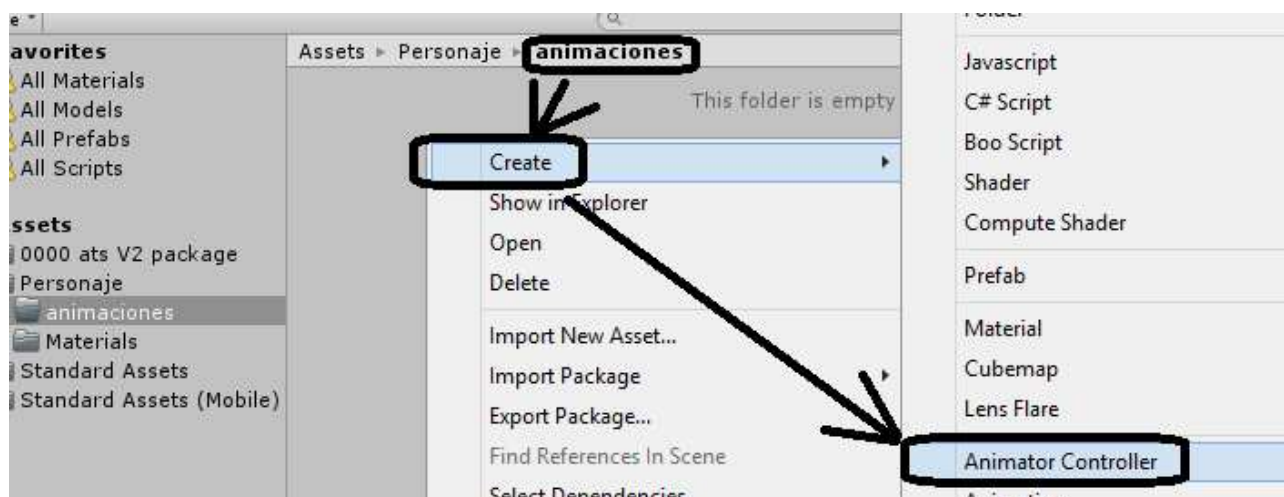 avorites
All Materials
All Models
All Prefabs
All Scripts
ssets
0000 ats V2 package
Personaje
animaciones
Materials
Standard Assets
Standard Assets (Mobile)
Assets ▸ Personaje ▸ animaciones
This folder is empty
Create
Show in Explorer
Open
Delete
Import New Asset...
Import Package
Export Package...
Find References In Scene
Select Dependencies
Javascript
C# Script
Boo Script
Shader
Compute Shader
Prefab
Material
Cubemap
Lens Flare
Animator Controller